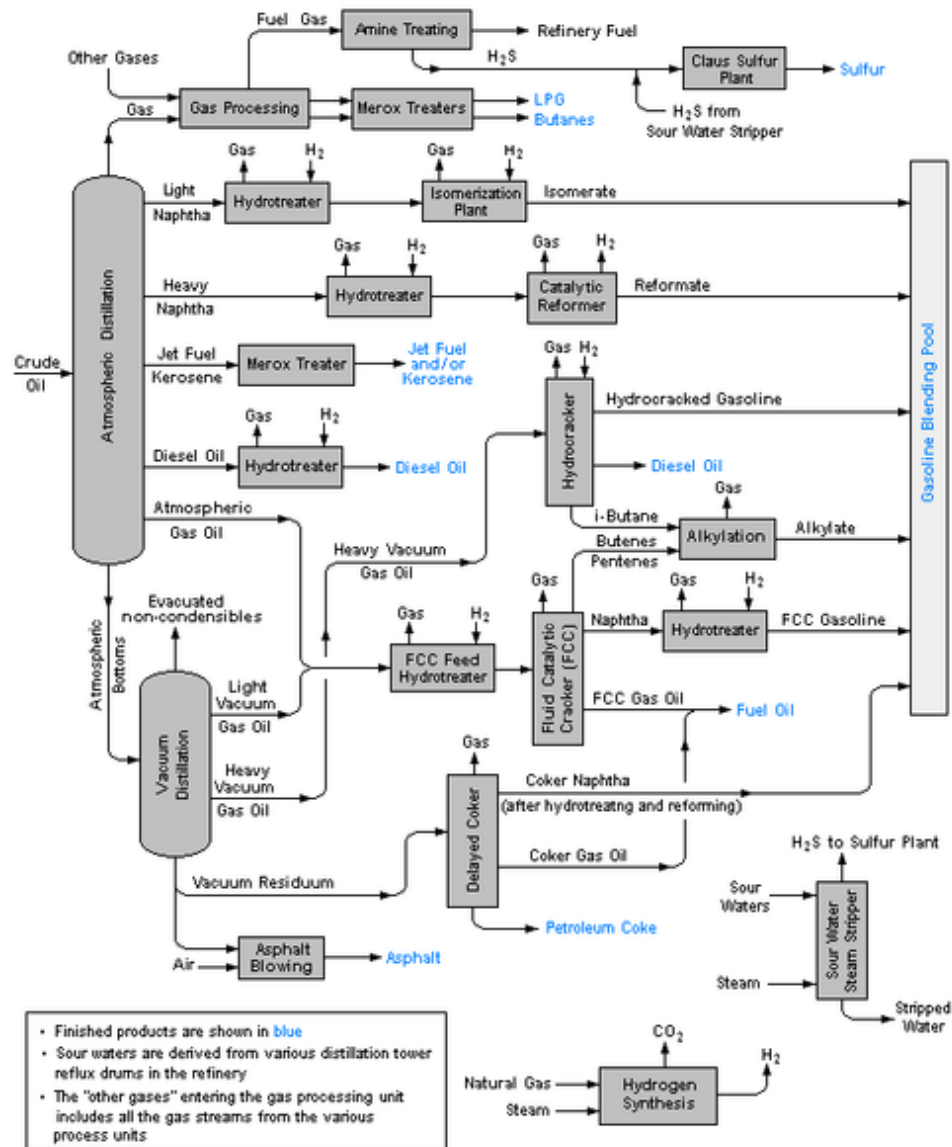 Fuel Gas
Amine Treating
Refinery Fuel
H2S
Other Gases
Claus Sulfur
Plant
Sulfur
Gas
Gas Processing
Merox Treaters
LPG
Butanes
H2S from
Sour Water Stripper
Gas
H2
Gas
H2
Light
Naphtha
Hydrotreater
Isomerization
Plant
Isomerate
Gas
H2
Gas
H2
Heavy
Naphtha
Hydrotreater
Catalytic
Reformer
Reformate
Crude
Oil
Atmospheric Distillation
Jet Fuel
Kerosene
Merox Treater
Jet Fuel
and/or
Kerosene
Gas
H2
Hydrocracker
Hydrocracked Gasoline
Gasoline Blending Pool
Gas
H2
Diesel Oil
Hydrotreater
Diesel Oil
Diesel Oil
Atmospheric
Gas Oil
i-Butane
Gas
Butenes
Pentenes
Alkylation
Alkylate
Heavy Vacuum
Gas Oil
Atmospheric
Bottoms
Evacuated
non-condensibles
Gas
H2
FCC Feed
Hydrotreater
Gas
Fluid Catalytic
Cracker (FCC)
Naphtha
Gas
H2
Hydrotreater
FCC Gasoline
FCC Gas Oil
Fuel Oil
Vacuum
Distillation
Light
Vacuum
Gas Oil
Heavy
Vacuum
Gas Oil
Gas
Delayed Coker
Coker Naphtha
(after hydrotreatng and reforming)
Coker Gas Oil
Petroleum Coke
Vacuum Residuum
Air
Asphalt
Blowing
Asphalt
H2S to Sulfur Plant
Sour
Waters
Sour Water
Steam Stripper
Steam
Stripped
Water
• Finished products are shown in blue
• Sour waters are derived from various distillation tower
reflux drums in the refinery
• The "other gases" entering the gas processing unit
includes all the gas streams from the various
process units
CO2
H2
Natural Gas
Steam
Hydrogen
Synthesis